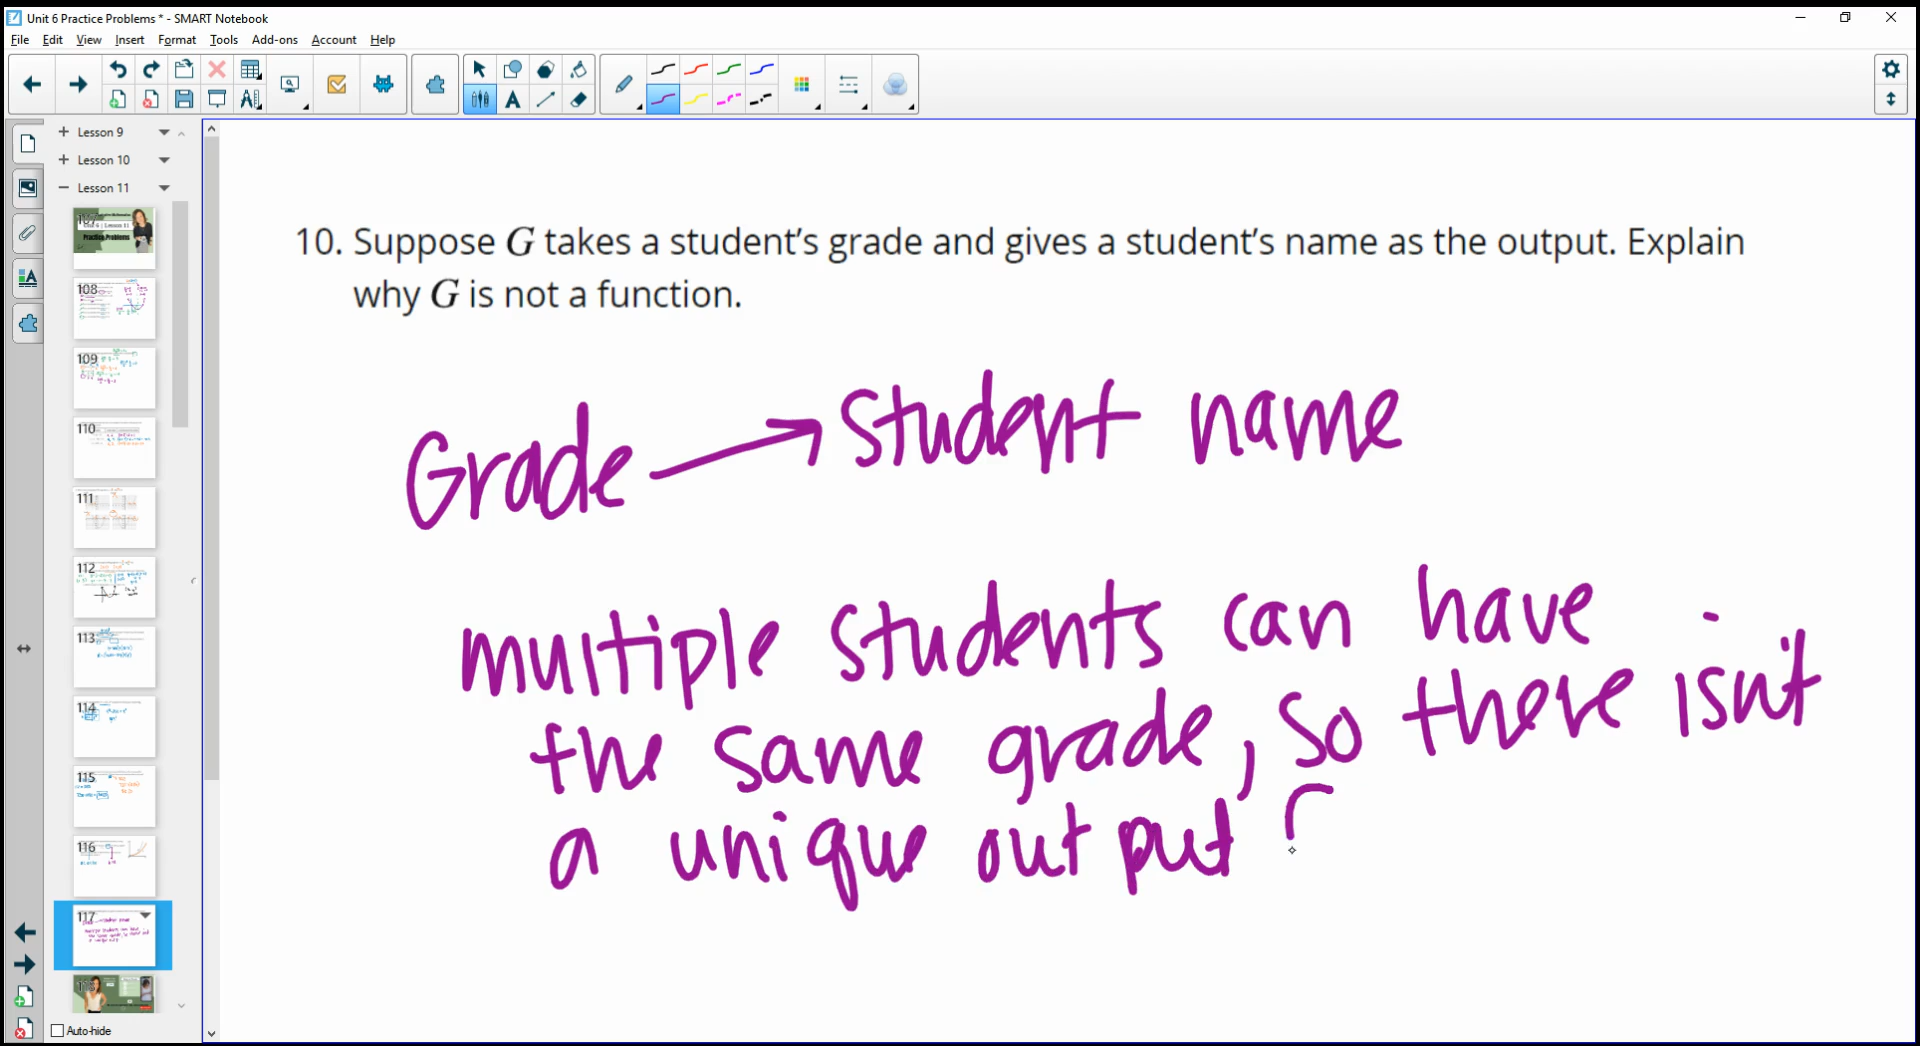 Unit 6 Practice Problems * - SMART Notebook
File Edit View Insert Format Tools Add-ons Account Help
Lesson 9
Lesson 10
Lesson 11
107
Practice Problems
108
109
110
111
112
113
114
115
116
117
Auto-hide
10. Suppose G takes a student's grade and gives a student's name as the output. Explain
why G is not a function.
Grade → student name
multiple students can have
the same grade, so there isn't
a unique output